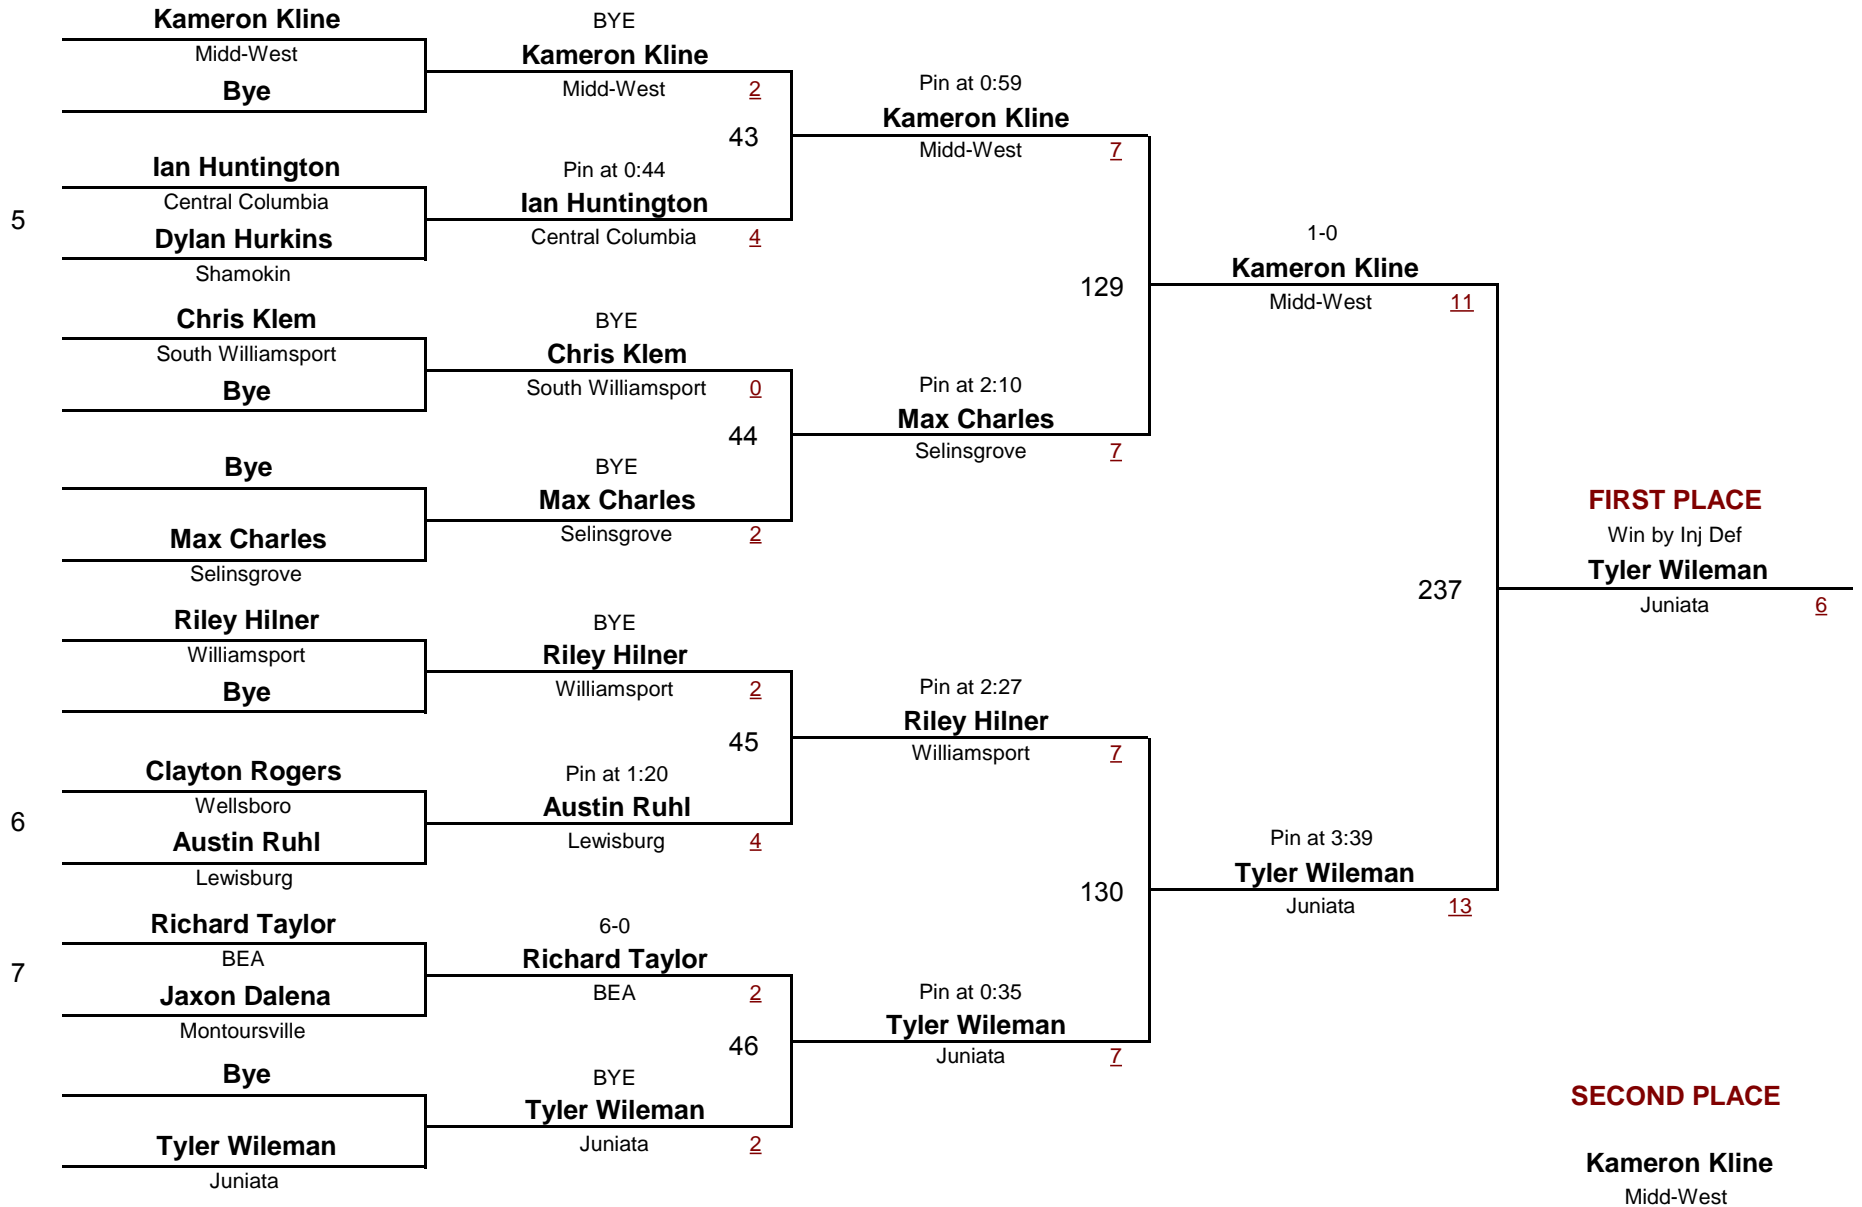 Kameron Kline
Midd-West
Bye
5
Ian Huntington
Central Columbia
Dylan Hurkins
Shamokin
Chris Klem
South Williamsport
Bye
Bye
Max Charles
Selinsgrove
Riley Hilner
Williamsport
Bye
6
Clayton Rogers
Wellsboro
Austin Ruhl
Lewisburg
7
Richard Taylor
BEA
Jaxon Dalena
Montoursville
Bye
Tyler Wileman
Juniata
BYE
Kameron Kline
Midd-West 2
43
Pin at 0:44
Ian Huntington
Central Columbia 4
BYE
Chris Klem
South Williamsport 0
44
BYE
Max Charles
Selinsgrove 2
BYE
Riley Hilner
Williamsport 2
45
Pin at 1:20
Austin Ruhl
Lewisburg 4
6-0
Richard Taylor
BEA 2
46
BYE
Tyler Wileman
Juniata 2
Pin at 0:59
Kameron Kline
Midd-West 7
129
Pin at 2:10
Max Charles
Selinsgrove 7
Pin at 2:27
Riley Hilner
Williamsport 7
130
Pin at 0:35
Tyler Wileman
Juniata 7
1-0
Kameron Kline
Midd-West 11
237
Pin at 3:39
Tyler Wileman
Juniata 13
FIRST PLACE
Win by Inj Def
Tyler Wileman
Juniata 6
SECOND PLACE
Kameron Kline
Midd-West